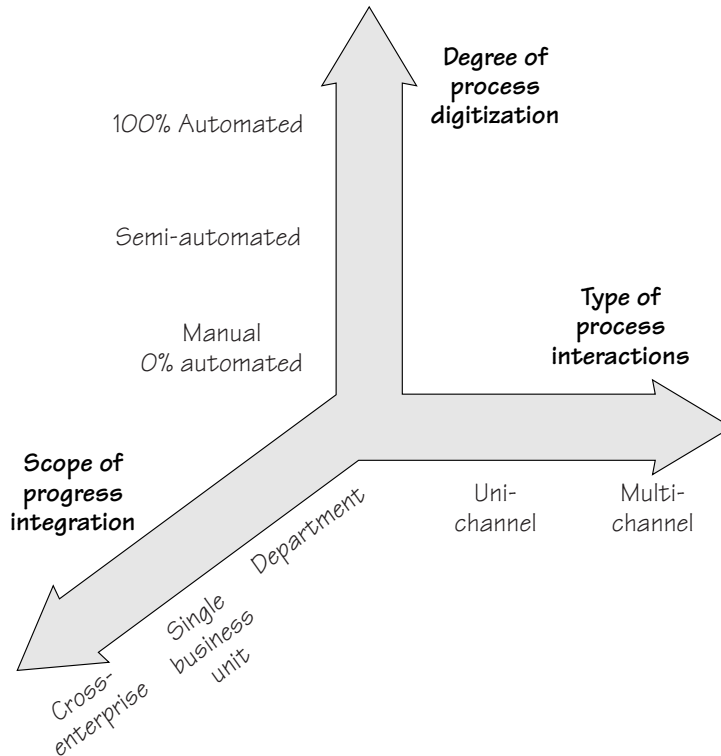 Degree of
process
digitization
100% Automated
Semi-automated
Manual
0% automated
Type of
process
interactions
Uni-
channel
Multi-
channel
Scope of
progress
integration
Department
Single
business
unit
Cross-
enterprise